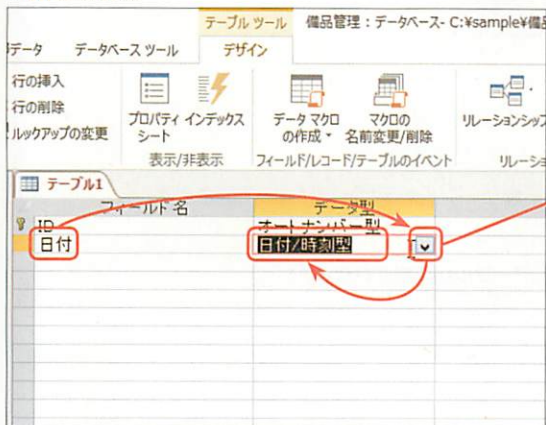 テーブル ツール 備品管理：データベース- C:¥sample¥備品
データ データベース ツール デザイン
行の挿入
行の削除
ルックアップの変更
プロパティ シート
インデックス
データ マクロ の作成
マクロの 名前変更/削除
リレーションシップ
表示/非表示 フィールド/レコード/テーブルのイベント リレーショ
テーブル1
フィールド名 データ型
ID オートナンバー型
日付 日付/時刻型